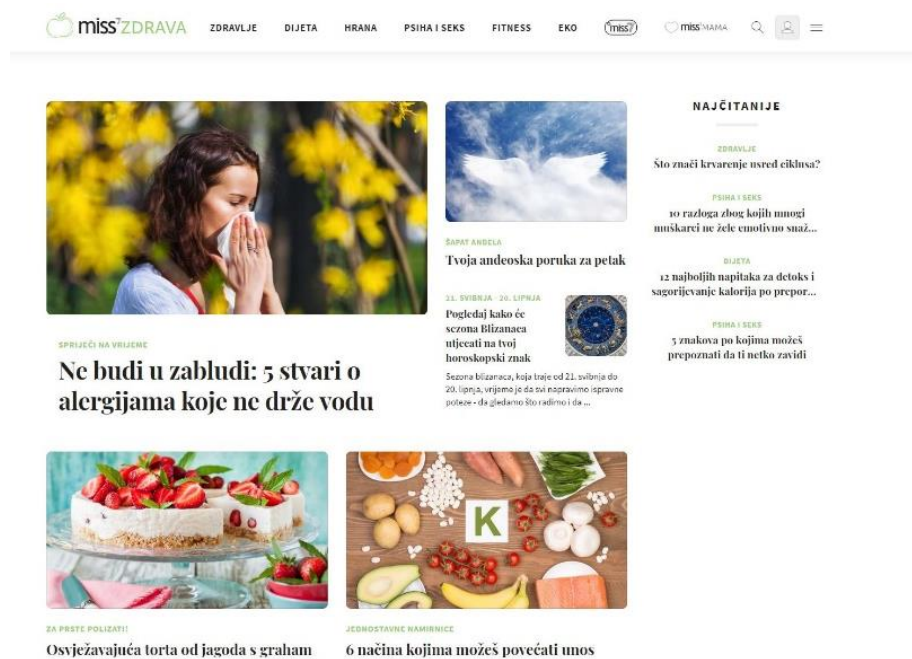 miss7ZDRAVA
ZDRAVLJE
DIJETA
HRANA
PSIHA I SEKS
FITNESS
EKO
miss7
miss7MAMA
NAJČITANIJE
ZDRAVLJE
Što znači krvarenje usred ciklusa?
PSIHA I SEKS
10 razloga zbog kojih mnogi
muškarci ne žele emotivno snaž...
DIJETA
12 najboljih napitaka za detoks i
sagorijevanje kalorija po prepor...
PSIHA I SEKS
5 znakova po kojima možeš
prepoznati da ti netko zavidi
SPRIJEČI NA VRIJEME
Ne budi u zabludi: 5 stvari o
alergijama koje ne drže vodu
ŠAPAT ANĐELA
Tvoja anđeoska poruka za petak
21. SVIBNJA - 20. LIPNJA
Pogledaj kako će
sezona Blizanaca
utjecati na tvoj
horoskopski znak
Sezona blizanaca, koja traje od 21. svibnja do
20. lipnja, vrijeme je da svi napravimo ispravne
poteze - da gledamo što radimo i da ...
K
ZA PRSTE POLIZATI!
Osvježavajuća torta od jagoda s graham
JEDNOSTAVNE NAMIRNICE
6 načina kojima možeš povećati unos